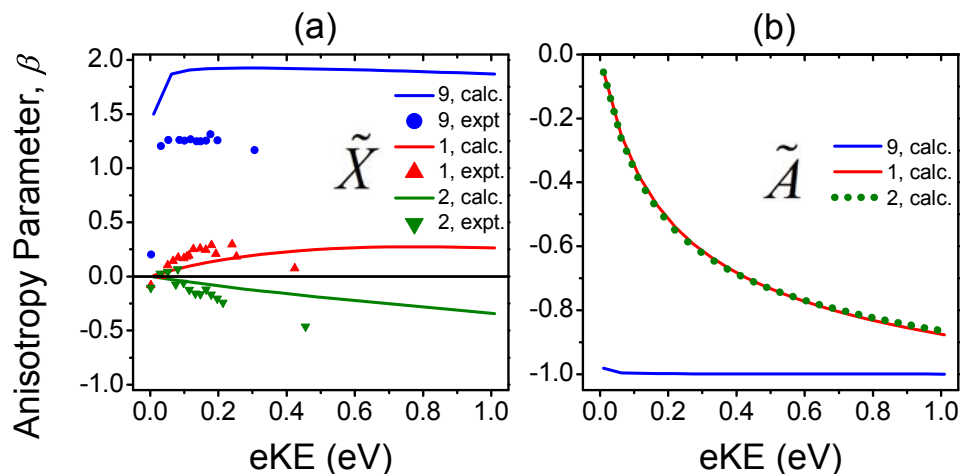 (a)
(b)
Anisotropy Parameter, β
2.0
1.5
1.0
0.5
0.0
-0.5
-1.0
9, calc.
9, expt
1, calc.
1, expt.
2, calc.
2, expt.
X̃
0.0 0.2 0.4 0.6 0.8 1.0
eKE (eV)
0.0
-0.2
-0.4
-0.6
-0.8
-1.0
9, calc.
1, calc.
2, calc.
Ã
0.0 0.2 0.4 0.6 0.8 1.0
eKE (eV)